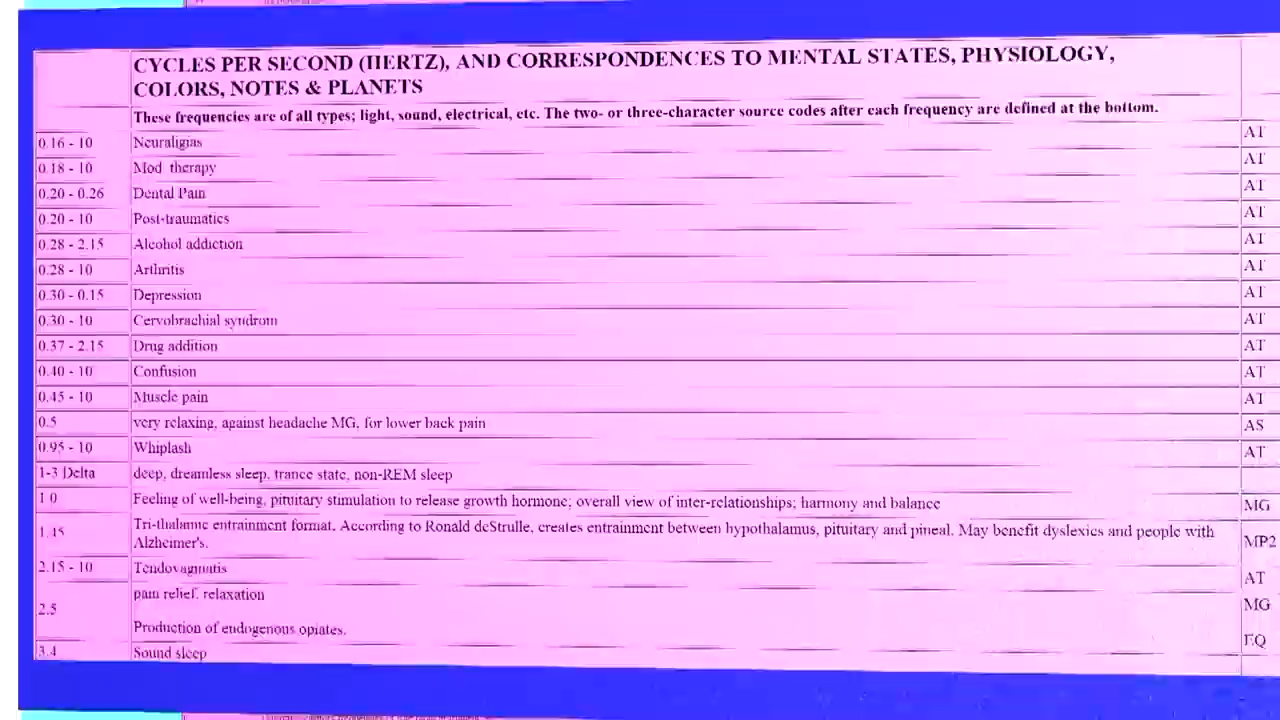 CYCLES PER SECOND (HERTZ), AND CORRESPONDENCES TO MENTAL STATES, PHYSIOLOGY,
COLORS, NOTES & PLANETS
These frequencies are of all types; light, sound, electrical, etc. The two- or three-character source codes after each frequency are defined at the bottom.
0.16 - 10 Neuraligias AT
0.18 - 10 Mod therapy AT
0.20 - 0.26 Dental Pain AT
0.20 - 10 Post-traumatics AT
0.28 - 2.15 Alcohol addiction AT
0.28 - 10 Arthritis AT
0.30 - 0.15 Depression AT
0.30 - 10 Cervobrachial syndrom AT
0.37 - 2.15 Drug addition AT
0.40 - 10 Confusion AT
0.45 - 10 Muscle pain AT
0.5 very relaxing, against headache MG, for lower back pain AS
0.95 - 10 Whiplash AT
1-3 Delta deep, dreamless sleep, trance state, non-REM sleep
1.0 Feeling of well-being, pituitary stimulation to release growth hormone; overall view of inter-relationships; harmony and balance MG
1.45 Tri-thalamic entrainment format. According to Ronald deStrulle, creates entrainment between hypothalamus, pituitary and pineal. May benefit dyslexics and people with
Alzheimer's. MP2
2.15 - 10 Tendovaginatis AT
2.5 pain relief, relaxation MG
Production of endogenous opiates. EQ
3.4 Sound sleep